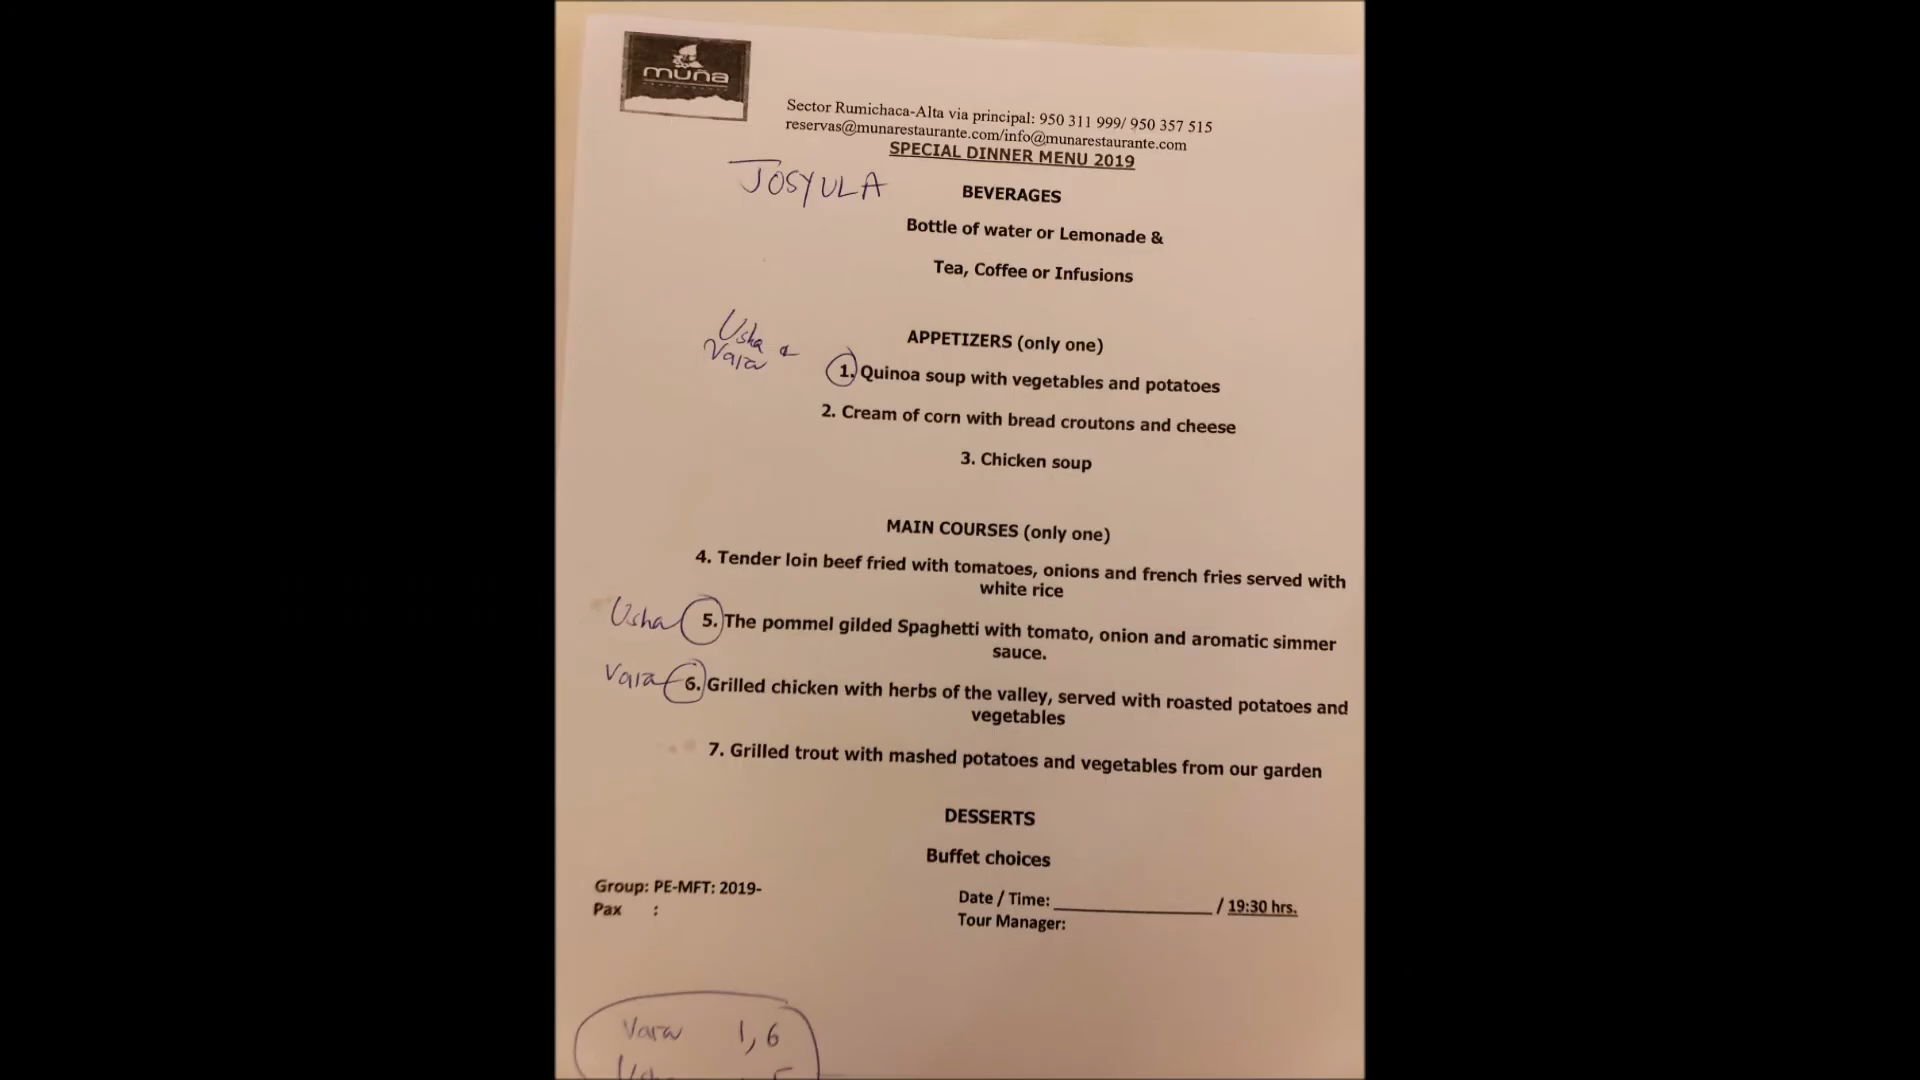 muña
Sector Rumichaca-Alta via principal: 950 311 999/ 950 357 515
reservas@munarestaurante.com/info@munarestaurante.com
SPECIAL DINNER MENU 2019
JOSYULA
BEVERAGES
Bottle of water or Lemonade &
Tea, Coffee or Infusions
APPETIZERS (only one)
Usha &
Vara
1. Quinoa soup with vegetables and potatoes
2. Cream of corn with bread croutons and cheese
3. Chicken soup
MAIN COURSES (only one)
4. Tender loin beef fried with tomatoes, onions and french fries served with
white rice
Usha 5. The pommel gilded Spaghetti with tomato, onion and aromatic simmer
sauce.
Vara 6. Grilled chicken with herbs of the valley, served with roasted potatoes and
vegetables
7. Grilled trout with mashed potatoes and vegetables from our garden
DESSERTS
Buffet choices
Group: PE-MFT: 2019-
Pax :
Date / Time: / 19:30 hrs.
Tour Manager:
Vara 1, 6